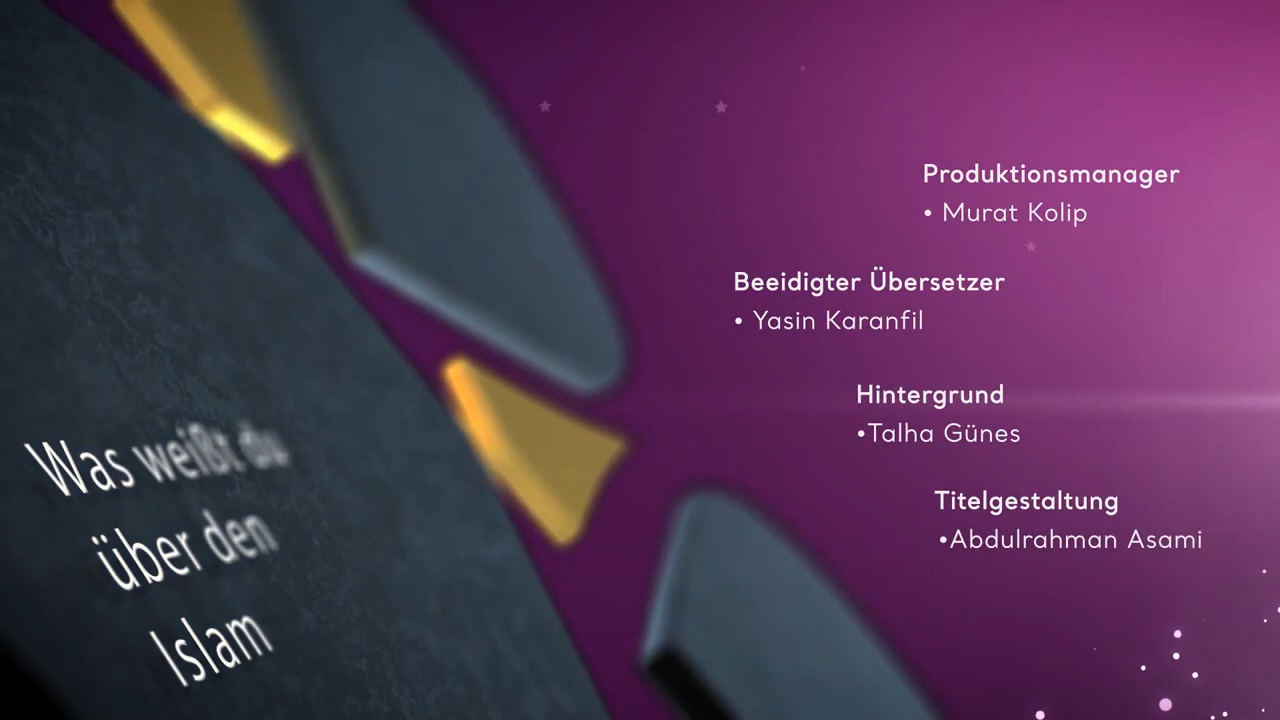 Produktionsmanager
• Murat Kolip
Beeidigter Übersetzer
• Yasin Karanfil
Hintergrund
•Talha Günes
Titelgestaltung
•Abdulrahman Asami
Was weißt du
über den
Islam